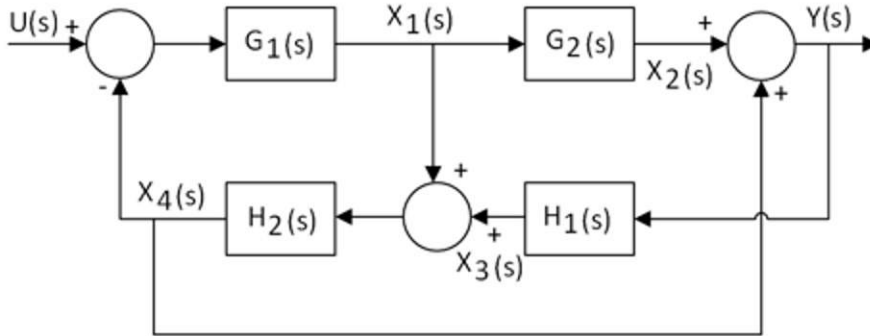 U(s) +
G1(s)
X1(s)
G2(s)
+
X2(s)
Y(s)
+
-
X4(s)
H2(s)
+
+
X3(s)
H1(s)